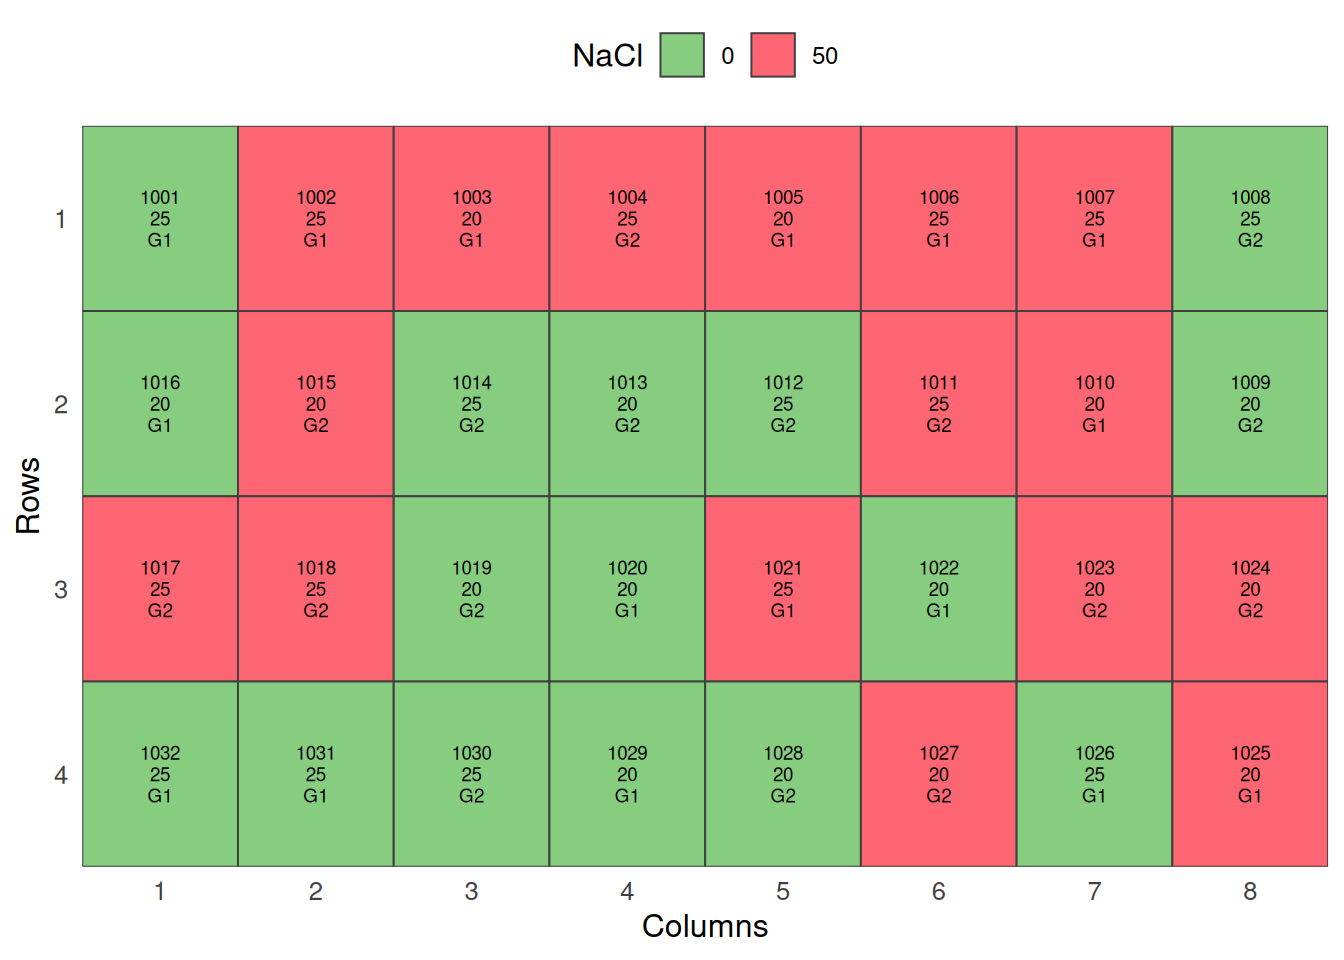 NaCl 0 50
1
1001
25
G1
1002
25
G1
1003
20
G1
1004
25
G2
1005
20
G1
1006
25
G1
1007
25
G1
1008
25
G2
2
1016
20
G1
1015
20
G2
1014
25
G2
1013
20
G2
1012
25
G2
1011
25
G2
1010
20
G1
1009
20
G2
Rows
3
1017
25
G2
1018
25
G2
1019
20
G2
1020
20
G1
1021
25
G1
1022
20
G1
1023
20
G2
1024
20
G2
4
1032
25
G1
1031
25
G1
1030
25
G2
1029
20
G1
1028
20
G2
1027
20
G2
1026
25
G1
1025
20
G1
1 2 3 4 5 6 7 8
Columns